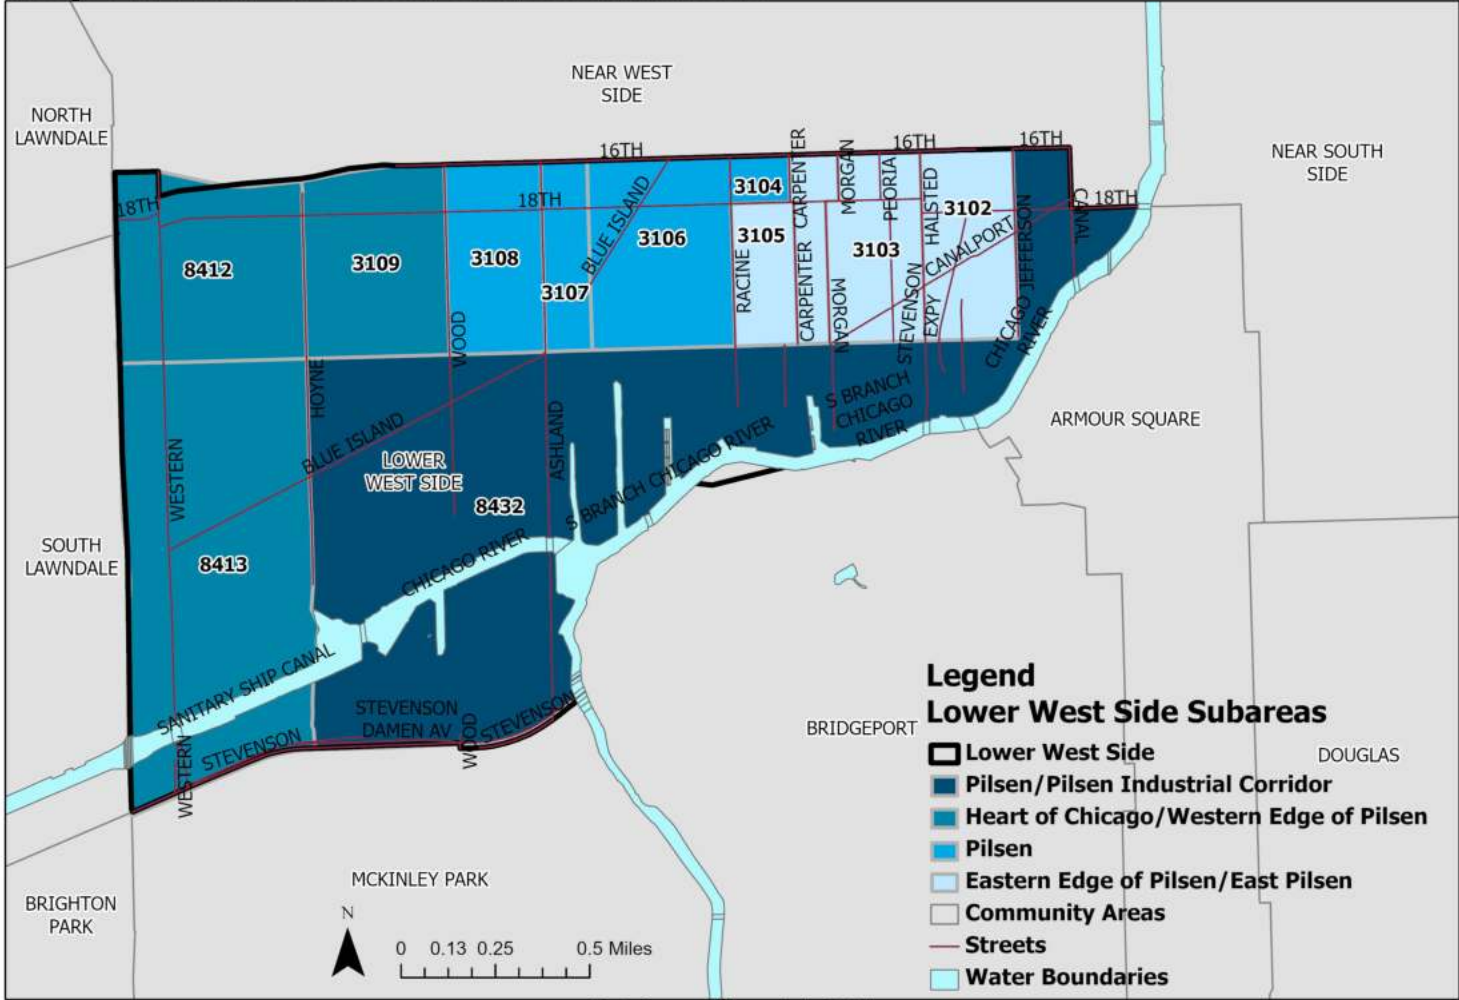 NEAR WEST
SIDE
NORTH
LAWNDALE
NEAR SOUTH
SIDE
16TH
16TH
16TH
CARPENTER
MORGAN
PEORIA
HALSTED
18TH
18TH
18TH
CANAL
BLUE ISLAND
3104
3102
3105
3103
3106
3107
3108
3109
8412
CANALPORT
JEFFERSON
RACINE
CARPENTER
MORGAN
STEVENSON
EXPY
CHICAGO
RIVER
WOOD
HOYNE
ASHLAND
WESTERN
BLUE ISLAND
LOWER
WEST SIDE
8432
S BRANCH
CHICAGO
RIVER
S BRANCH CHICAGO RIVER
CHICAGO RIVER
ARMOUR SQUARE
SOUTH
LAWNDALE
8413
SANITARY SHIP CANAL
STEVENSON
DAMEN AV
STEVENSON
STEVENSON
WOOD
WESTERN
BRIDGEPORT
DOUGLAS
MCKINLEY PARK
BRIGHTON
PARK
N
0 0.13 0.25 0.5 Miles
Legend
Lower West Side Subareas
Lower West Side
Pilsen/Pilsen Industrial Corridor
Heart of Chicago/Western Edge of Pilsen
Pilsen
Eastern Edge of Pilsen/East Pilsen
Community Areas
Streets
Water Boundaries